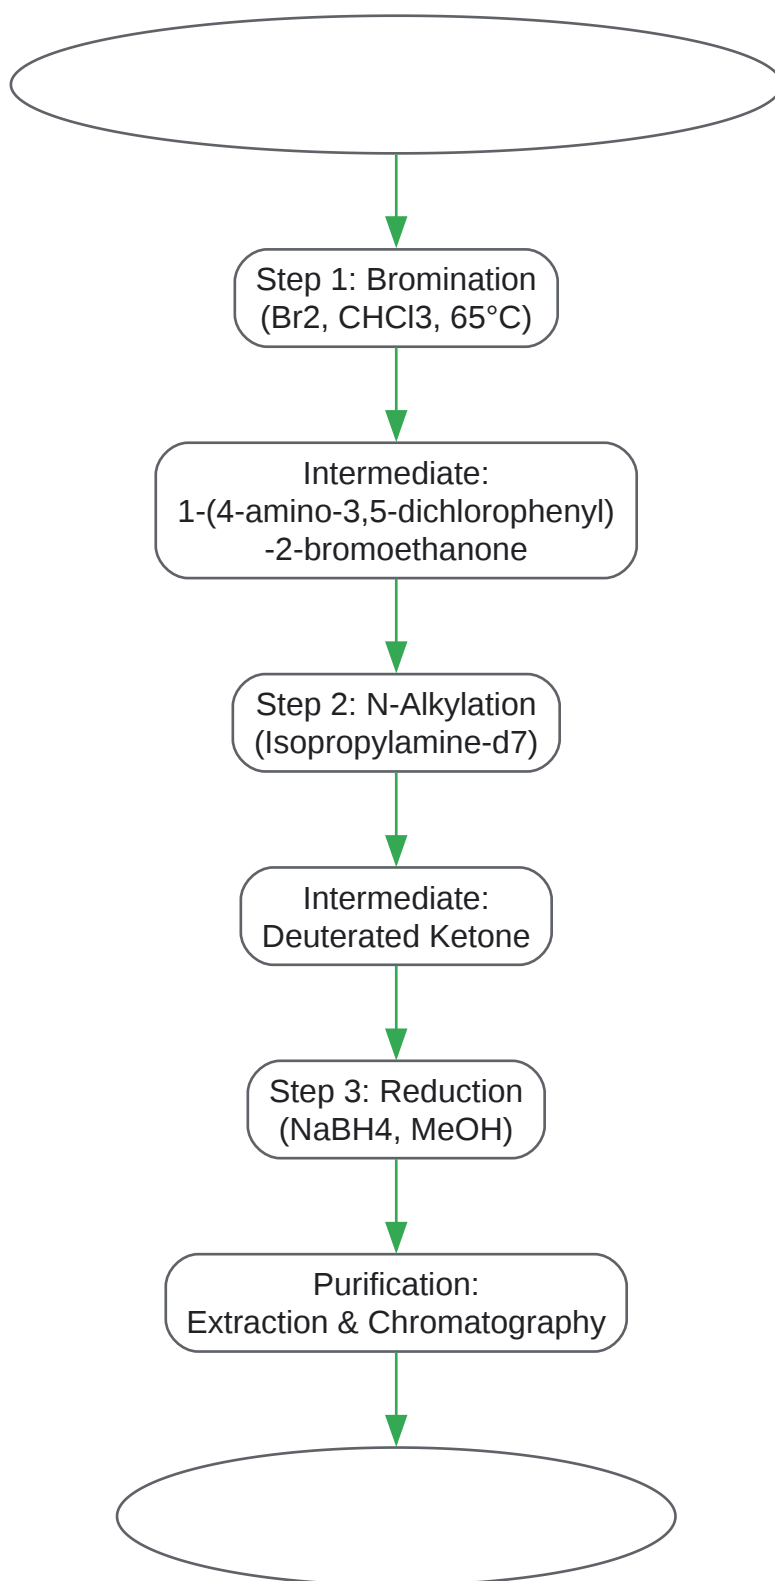 Step 1: Bromination
(Br2, CHCl3, 65°C)
Intermediate:
1-(4-amino-3,5-dichlorophenyl)
-2-bromoethanone
Step 2: N-Alkylation
(Isopropylamine-d7)
Intermediate:
Deuterated Ketone
Step 3: Reduction
(NaBH4, MeOH)
Purification:
Extraction & Chromatography